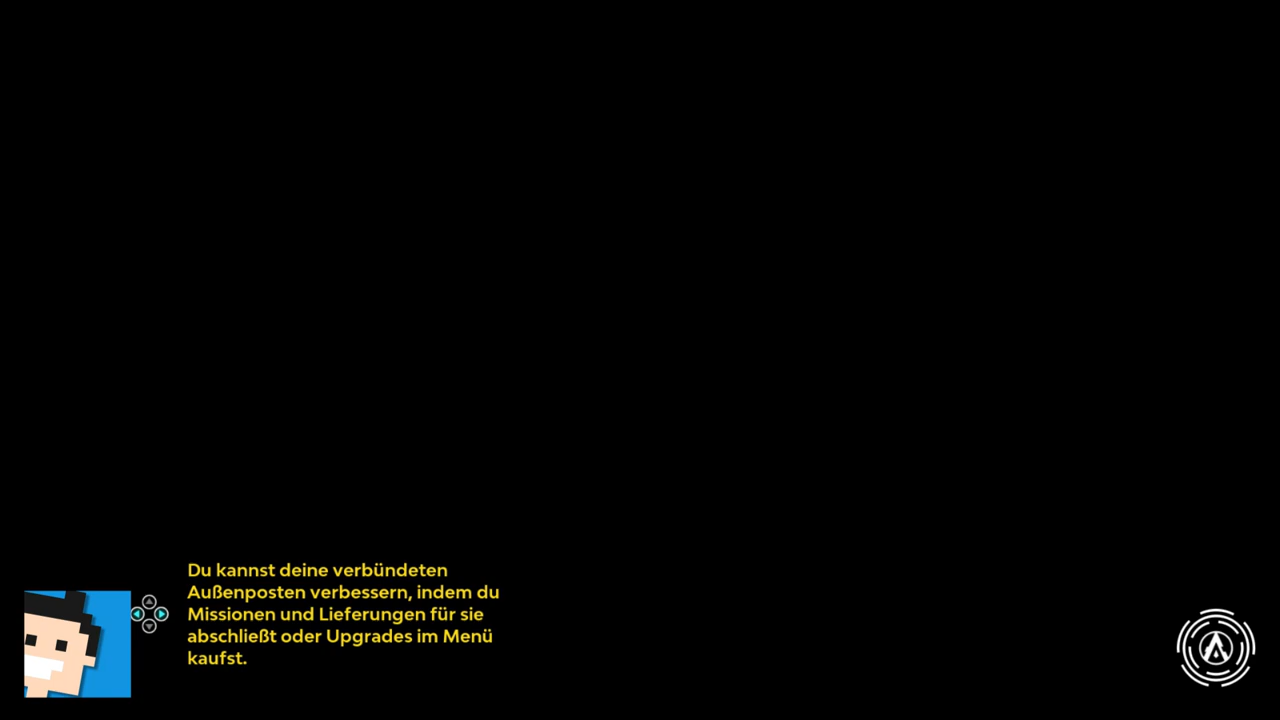 Du kannst deine verbündeten
Außenposten verbessern, indem du
Missionen und Lieferungen für sie
abschließt oder Upgrades im Menü
kaufst.